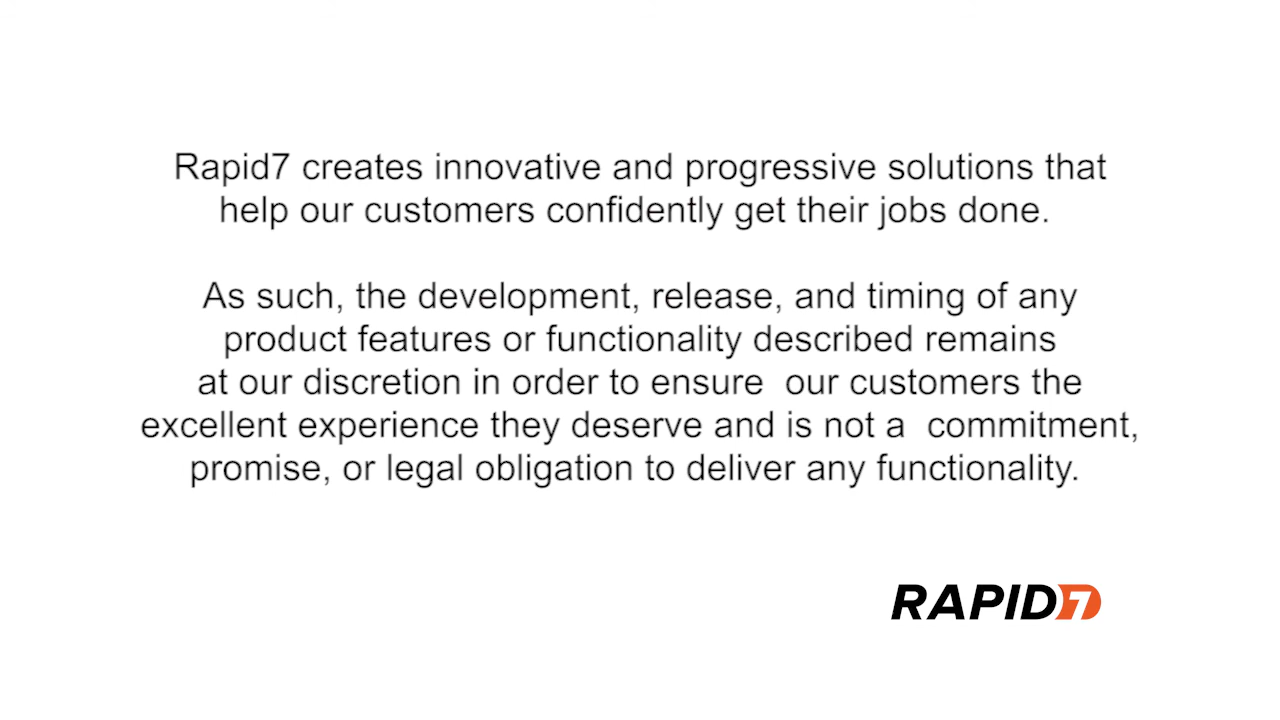 Rapid7 creates innovative and progressive solutions that
help our customers confidently get their jobs done.
As such, the development, release, and timing of any
product features or functionality described remains
at our discretion in order to ensure  our customers the
excellent experience they deserve and is not a  commitment,
promise, or legal obligation to deliver any functionality.
RAPID7